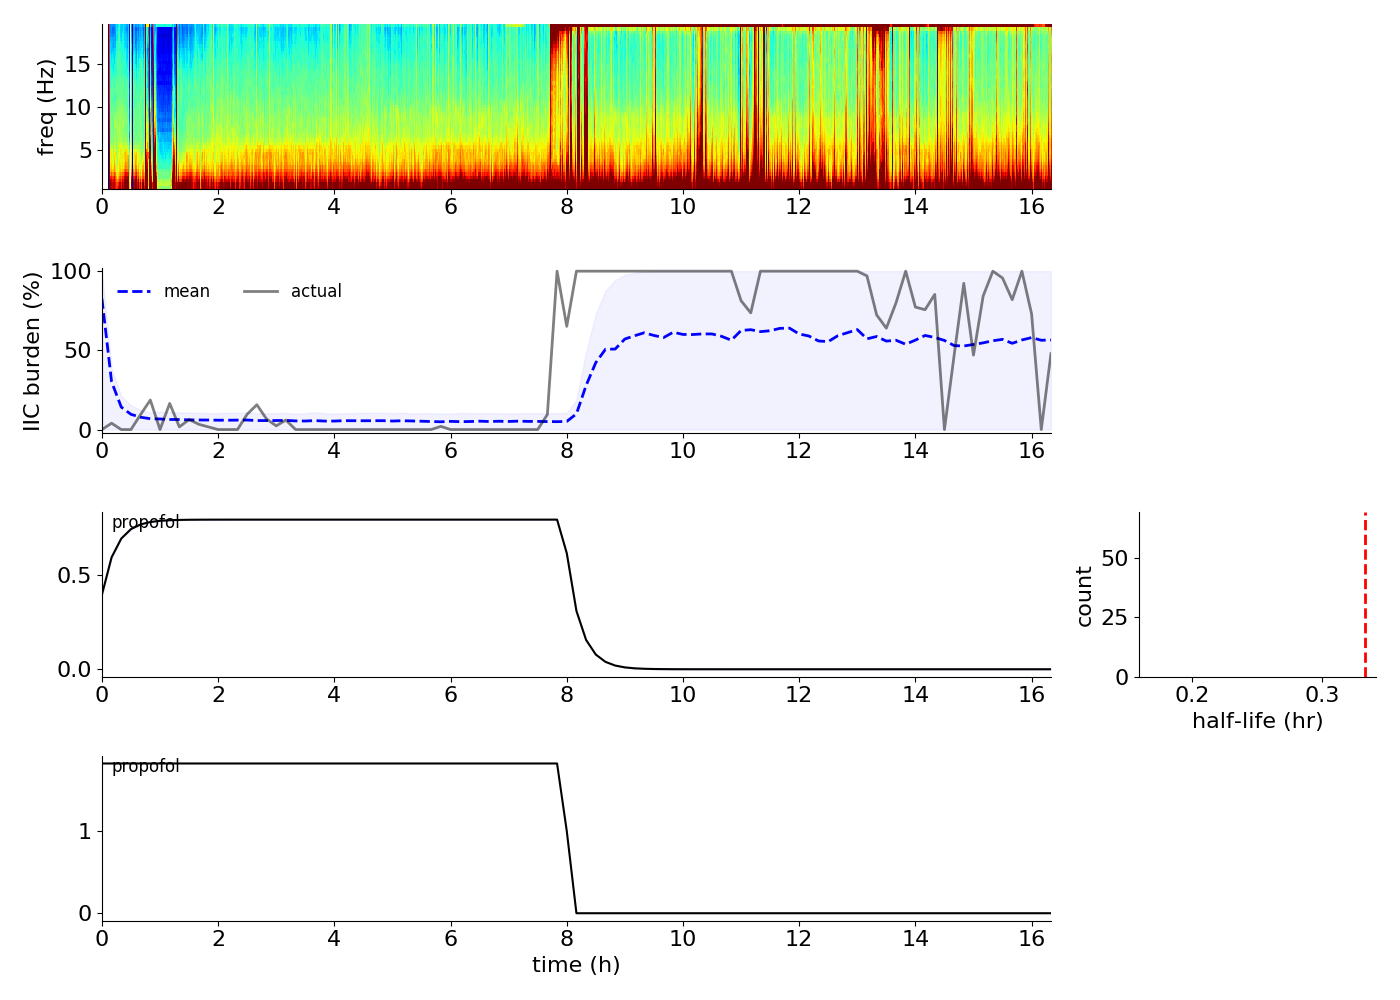 freq (Hz)
15
10
5
0 2 4 6 8 10 12 14 16
IIC burden (%)
100
50
0
mean actual
0 2 4 6 8 10 12 14 16
propofol
0.5
0.0
0 2 4 6 8 10 12 14 16
count
50
25
0
0.2 0.3
half-life (hr)
propofol
1
0
0 2 4 6 8 10 12 14 16
time (h)